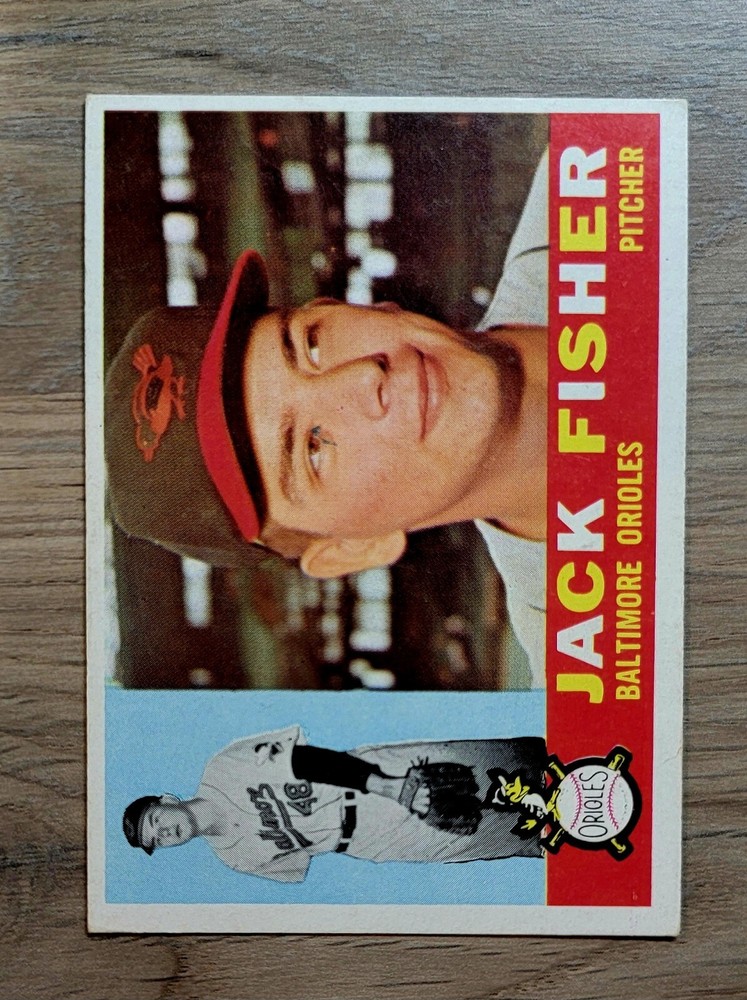 JACK FISHER
BALTIMORE ORIOLES PITCHER
ORIOLES
48